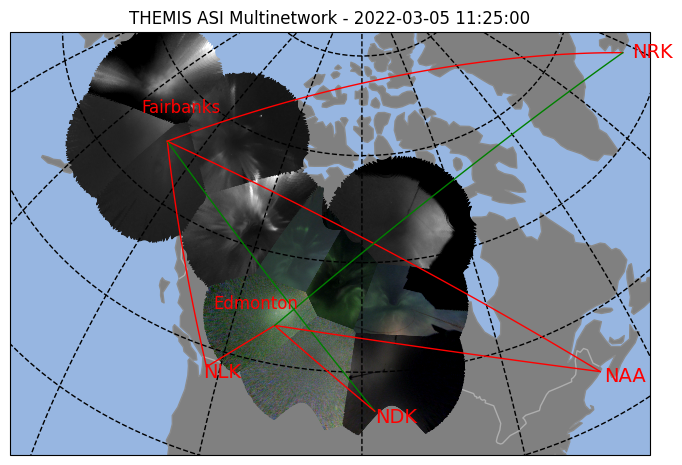 THEMIS ASI Multinetwork - 2022-03-05 11:25:00
NRK
Fairbanks
Edmonton
NLK
NAA
NDK